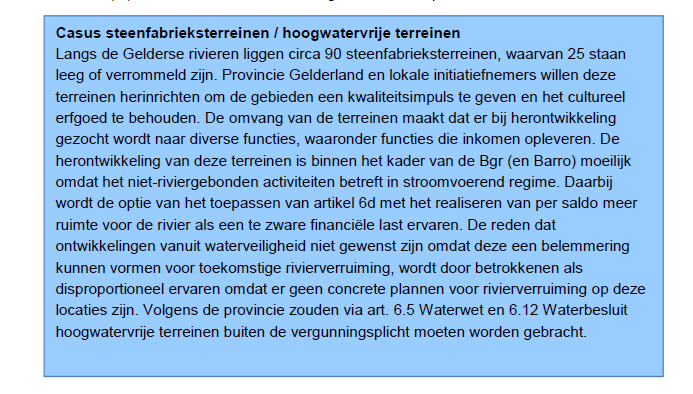 Casus steenfabrieksterreinen / hoogwatervrije terreinen
Langs de Gelderse rivieren liggen circa 90 steenfabrieksterreinen, waarvan 25 staan
leeg of verrommeld zijn. Provincie Gelderland en lokale initiatiefnemers willen deze
terreinen herinrichten om de gebieden een kwaliteitsimpuls te geven en het cultureel
erfgoed te behouden. De omvang van de terreinen maakt dat er bij herontwikkeling
gezocht wordt naar diverse functies, waaronder functies die inkomen opleveren. De
herontwikkeling van deze terreinen is binnen het kader van de Bgr (en Barro) moeilijk
omdat het niet-riviergebonden activiteiten betreft in stroomvoerend regime. Daarbij
wordt de optie van het toepassen van artikel 6d met het realiseren van per saldo meer
ruimte voor de rivier als een te zware financiële last ervaren. De reden dat
ontwikkelingen vanuit waterveiligheid niet gewenst zijn omdat deze een belemmering
kunnen vormen voor toekomstige rivierverruiming, wordt door betrokkenen als
disproportioneel ervaren omdat er geen concrete plannen voor rivierverruiming op deze
locaties zijn. Volgens de provincie zouden via art. 6.5 Waterwet en 6.12 Waterbesluit
hoogwatervrije terreinen buiten de vergunningsplicht moeten worden gebracht.